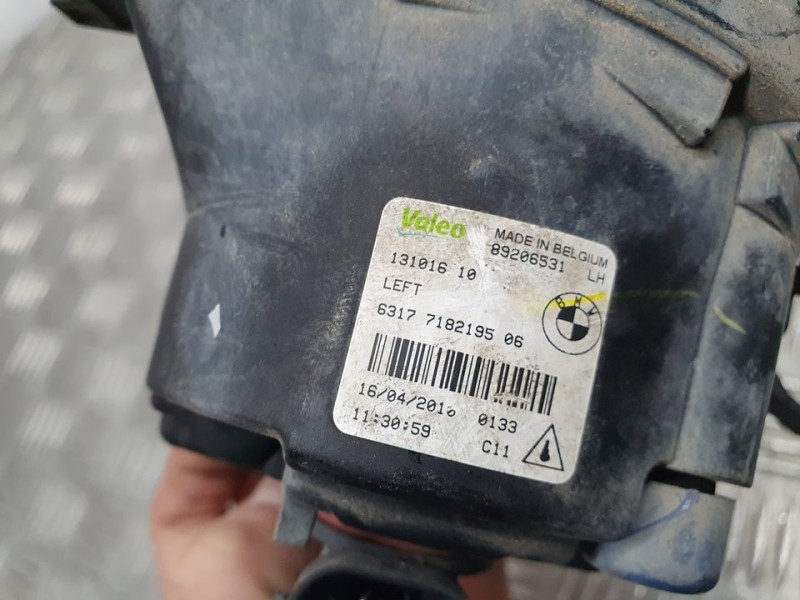 Valeo MADE IN BELGIUM
89206531 LH
131016 10
LEFT
BMW
6317 7182195 06
16/04/2010 0133
11:30:59 C11